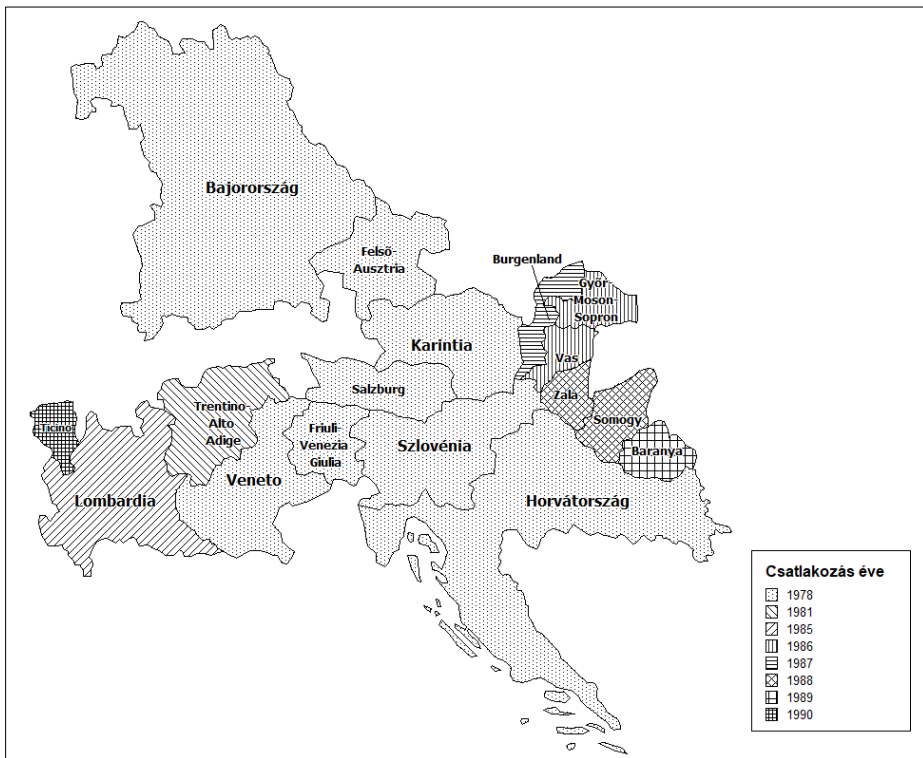 Bajorország
Felső-
Ausztria
Burgenland
Győr
Moson-
Sopron
Karintia
Vas
Salzburg
Zala
Trentino-
Alto
Adige
Ticino
Somogy
Friuli-
Venezia
Giulia
Szlovénia
Baranya
Veneto
Lombardia
Horvátország
Csatlakozás éve
1978
1981
1985
1986
1987
1988
1989
1990